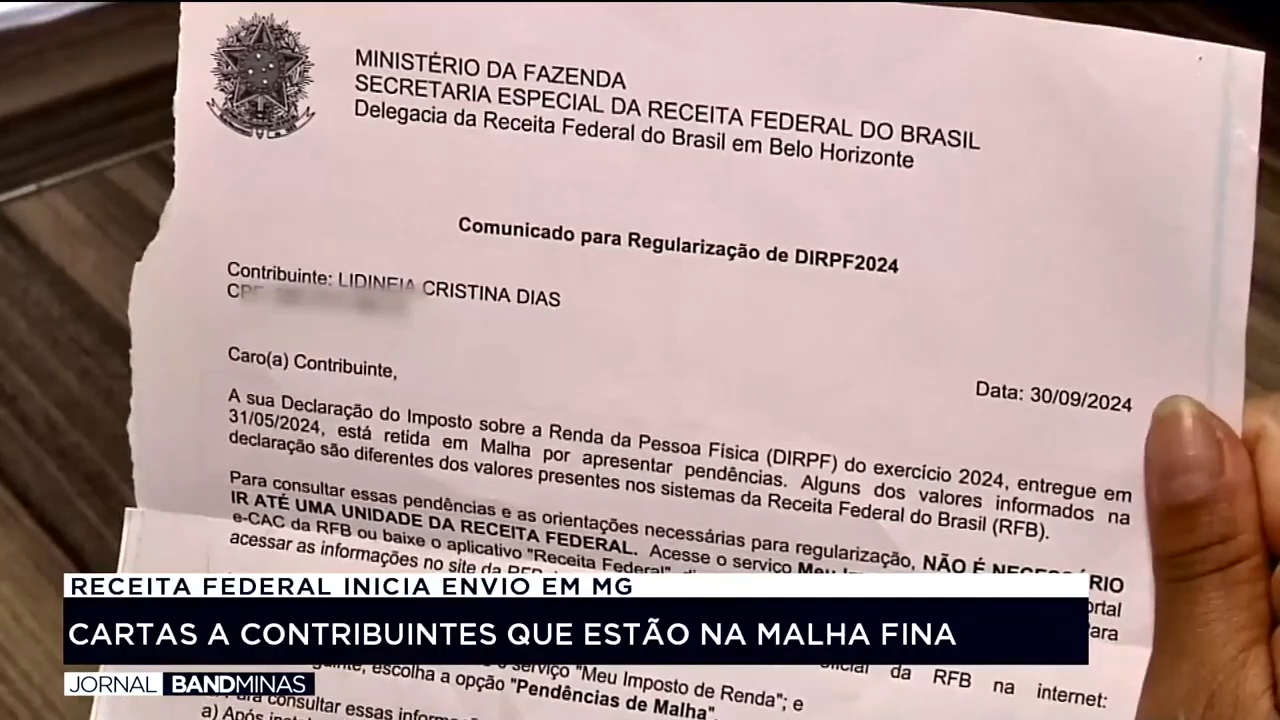 MINISTÉRIO DA FAZENDA
SECRETARIA ESPECIAL DA RECEITA FEDERAL DO BRASIL
Delegacia da Receita Federal do Brasil em Belo Horizonte
Comunicado para Regularização de DIRPF2024
Contribuinte: LIDINEIA CRISTINA DIAS
Caro(a) Contribuinte,
Data: 30/09/2024
A sua Declaração do Imposto sobre a Renda da Pessoa Física (DIRPF) do exercício 2024, entregue em
31/05/2024, está retida em Malha por apresentar pendências. Alguns dos valores informados na
declaração são diferentes dos valores presentes nos sistemas da Receita Federal do Brasil (RFB).
Para consultar essas pendências e as orientações necessárias para regularização, NÃO É NECESSÁRIO
IR ATÉ UMA UNIDADE DA RECEITA FEDERAL. Acesse o serviço
e-CAC da RFB ou baixe o aplicativo "Receita Federal"
acessar as informações no site da
RECEITA FEDERAL INICIA ENVIO EM MG
CARTAS A CONTRIBUINTES QUE ESTÃO NA MALHA FINA
da RFB na internet:
serviço "Meu Imposto de Renda"; e
escolha a opção "Pendências de Malha".
JORNAL BANDMINAS
consultar essas
a) Após